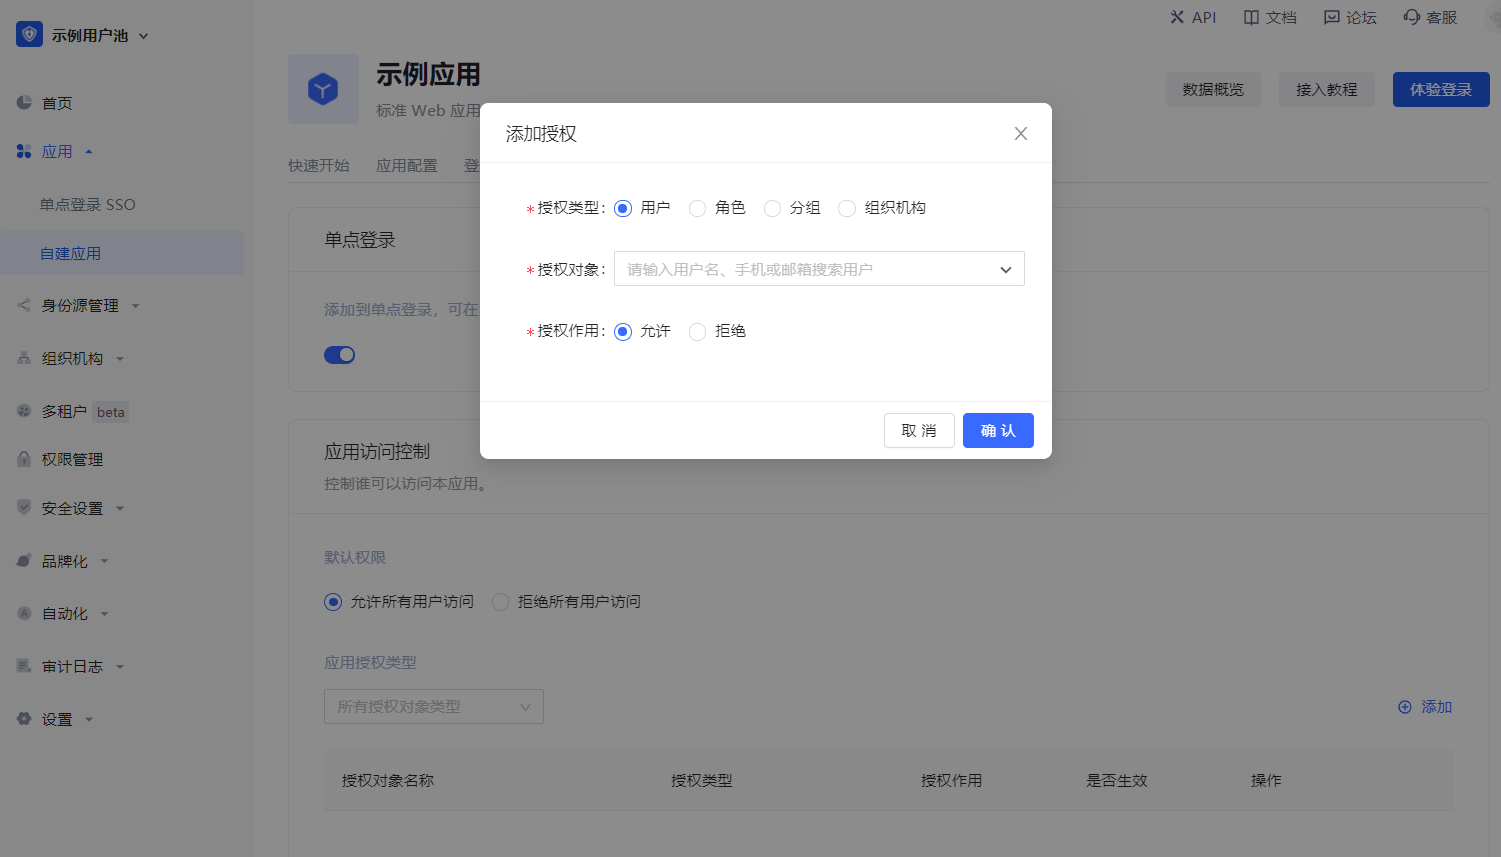 示例用户池
API 文档 论坛 客服
首页
应用
单点登录 SSO
自建应用
身份源管理
组织机构
多租户 beta
权限管理
安全设置
品牌化
自动化
审计日志
设置
示例应用
标准 Web 应用
数据概览 接入教程 体验登录
快速开始 应用配置 登
单点登录
添加到单点登录，可在
添加授权
*授权类型： 用户 角色 分组 组织机构
*授权对象： 请输入用户名、手机或邮箱搜索用户
*授权作用： 允许 拒绝
取 消 确 认
应用访问控制
控制谁可以访问本应用。
默认权限
允许所有用户访问 拒绝所有用户访问
应用授权类型
所有授权对象类型 添加
授权对象名称 授权类型 授权作用 是否生效 操作